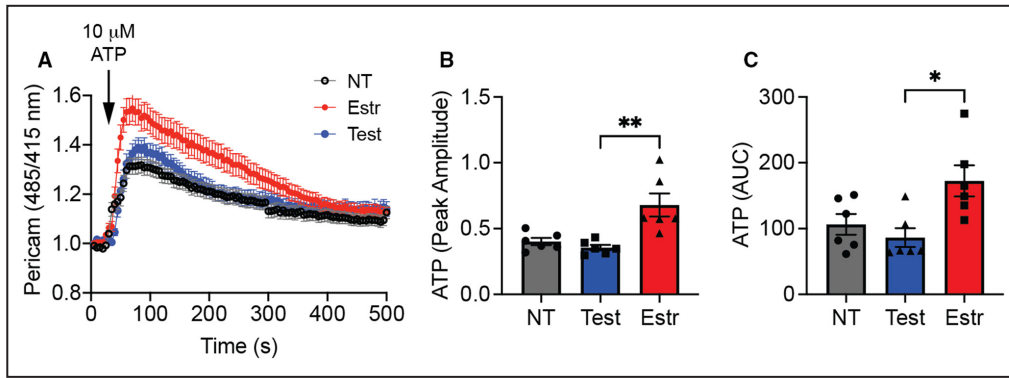 10 μM
ATP
A
NT
Estr
Test
Pericam (485/415 nm)
1.6
1.4
1.2
1.0
0.8
0 100 200 300 400 500
Time (s)
B
**
ATP (Peak Amplitude)
1.5
1.0
0.5
0.0
NT Test Estr
C
*
ATP (AUC)
300
200
100
0
NT Test Estr